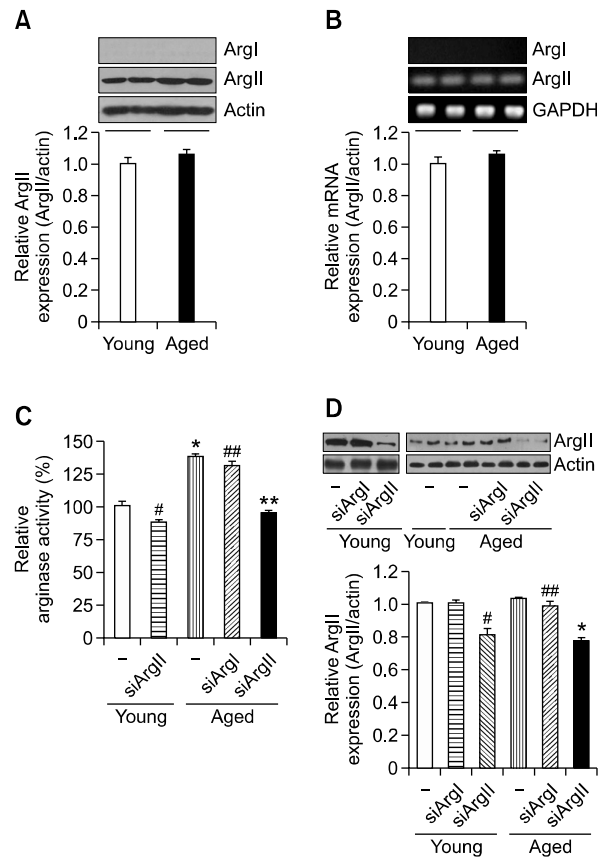 A
ArgI
ArgII
Actin
Relative ArgII
expression (ArgII/actin)
1.2
1.0
0.8
0.6
0.4
0.2
0
Young Aged
B
ArgI
ArgII
GAPDH
Relative mRNA
expression (ArgII/actin)
1.2
1.0
0.8
0.6
0.4
0.2
0
Young Aged
C
Relative
arginase activity (%)
150
125
100
75
50
25
0
# * ## **
– siArgII – siArgI siArgII
Young Aged
D
ArgII
Actin
– siArgI siArgII – – siArgI siArgII
Young Young Aged
Relative ArgII
expression (ArgII/actin)
1.2
1.0
0.8
0.6
0.4
0.2
0
# ## *
– siArgI siArgII – siArgI siArgII
Young Aged